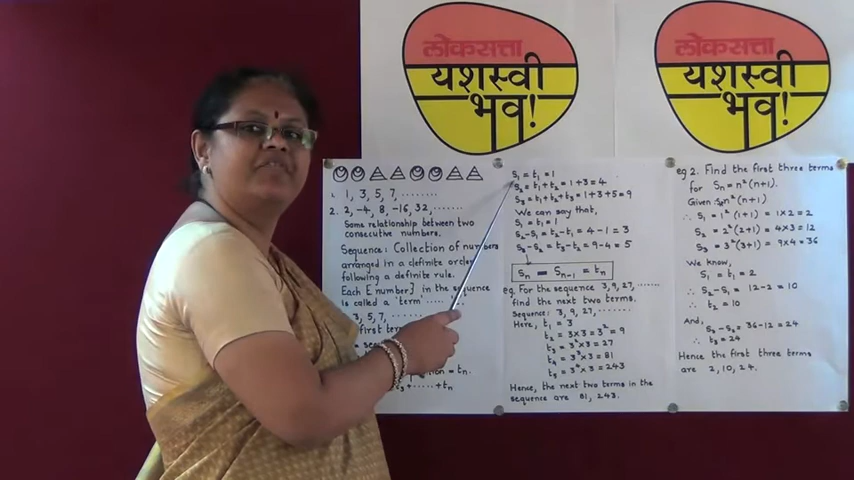 लोकसत्ता
यशस्वी
भव!
लोकसत्ता
यशस्वी
भव!
1. 1, 3, 5, 7, ........
2. 2, -4, 8, -16, 32, .......
Some relationship between two
consecutive numbers.
Sequence: Collection of numbers
arranged in a definite order
following a definite rule.
Each E number] in the sequence
is called a 'term'
3, 5, 7,
S₁ = t₁ = 1
S₂ = t₁ + t₂ = 1+3 = 4
S₃ = t₁ + t₂ + t₃ = 1+3+5 = 9
We can say that,
S₁ = t₁ = 1
S₂-S₁ = t₂ = 4-1 = 3
S₃-S₂ = t₃ = 9-4 = 5
Sn - Sn-1 = tn
eg. For the sequence 3, 9, 27, ......
find the next two terms.
Sequence: 3, 9, 27, ......
Here, t₁ = 3
t₂ = 3×3 = 3² = 9
t₃ = 3²×3 = 27
t₄ = 3³×3 = 81
t₅ = 3⁴×3 = 243
Hence, the next two terms in the
sequence are 81, 243.
eg 2. Find the first three terms
for Sn = n²(n+1).
Given Sn = n²(n+1)
∴ S₁ = 1²(1+1) = 1×2 = 2
S₂ = 2²(2+1) = 4×3 = 12
S₃ = 3²(3+1) = 9×4 = 36
We know,
S₁ = t₁ = 2
∴ S₂-S₁ = 12-2 = 10
∴ t₂ = 10
And,
S₃-S₂ = 36-12 = 24
∴ t₃ = 24
Hence the first three terms
are 2, 10, 24.